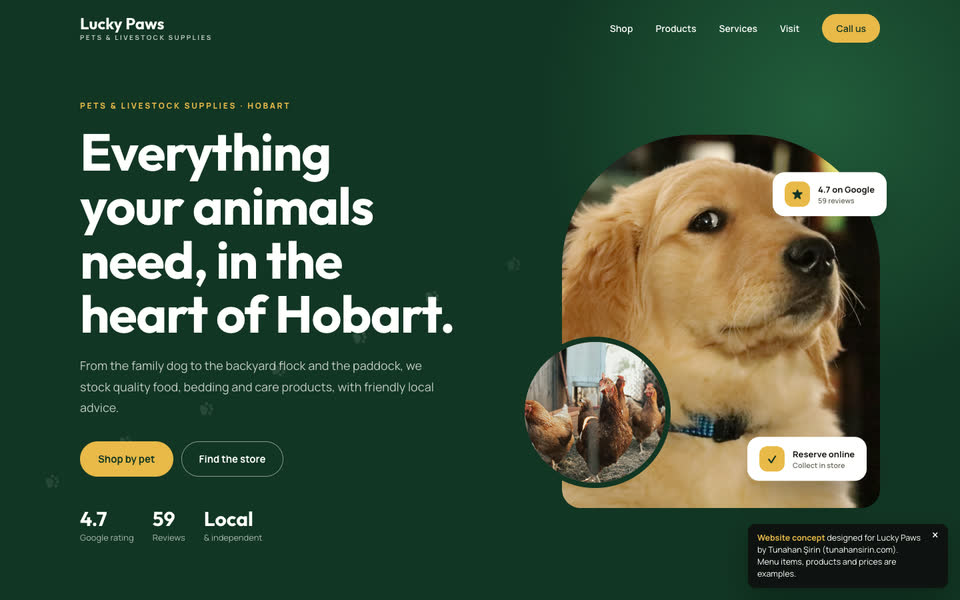 Lucky Paws
PETS & LIVESTOCK SUPPLIES
Shop
Products
Services
Visit
Call us
PETS & LIVESTOCK SUPPLIES · HOBART
Everything
your animals
need, in the
heart of Hobart.
From the family dog to the backyard flock and the paddock, we
stock quality food, bedding and care products, with friendly local
advice.
Shop by pet
Find the store
4.7
Google rating
59
Reviews
Local
& independent
4.7 on Google
59 reviews
Reserve online
Collect in store
Website concept designed for Lucky Paws
by Tunahan Şirin (tunahansirin.com).
Menu items, products and prices are
examples.